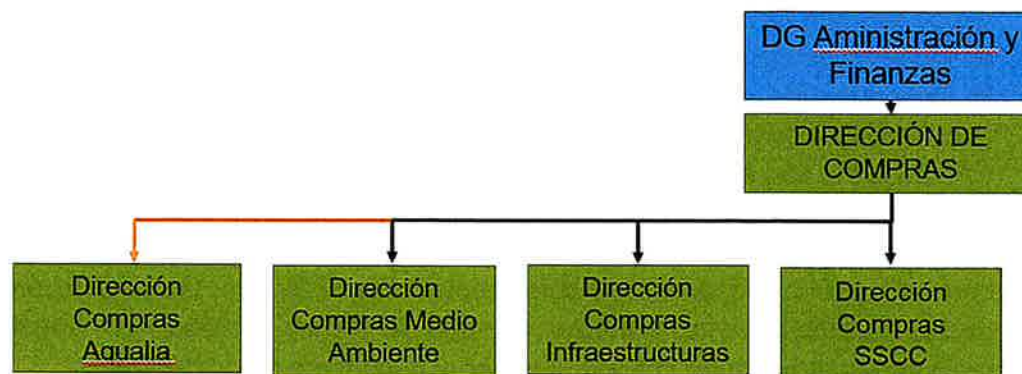 DG Aministración y
Finanzas
DIRECCIÓN DE
COMPRAS
Dirección
Compras
Aqualia
Dirección
Compras Medio
Ambiente
Dirección
Compras
Infraestructuras
Dirección
Compras
SSCC